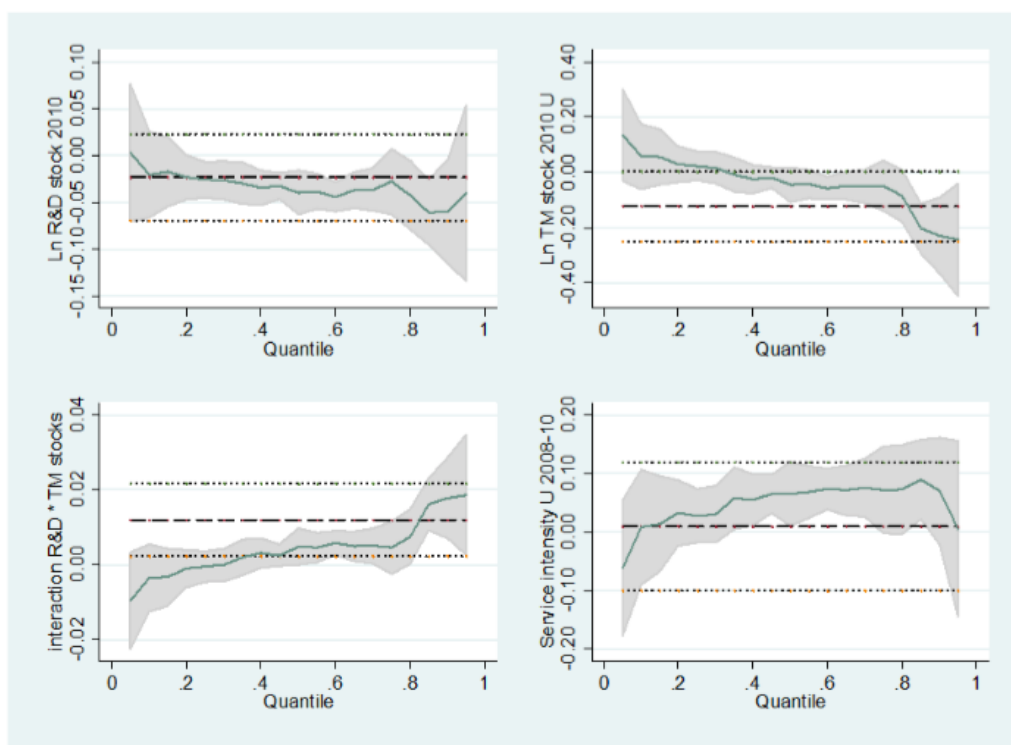 Ln R&D stock 2010
0.10
0.05
0.00
-0.05
-0.10
-0.15
0 .2 .4 .6 .8 1
Quantile
Ln TM stock 2010 U
0.40
0.20
0.00
-0.20
-0.40
0 .2 .4 .6 .8 1
Quantile
interaction R&D * TM stocks
0.04
0.02
0.00
-0.02
0 .2 .4 .6 .8 1
Quantile
Service intensity U 2008-10
0.20
0.10
0.00
-0.10
-0.20
0 .2 .4 .6 .8 1
Quantile